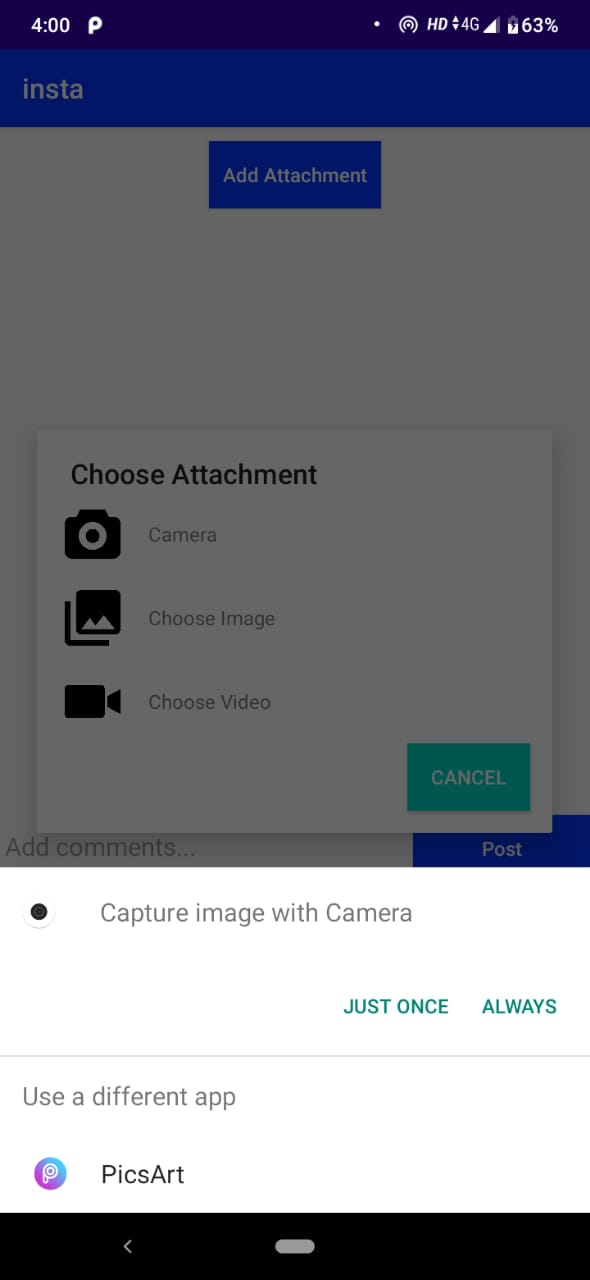 4:00
HD 4G 63%
insta
Add Attachment
Choose Attachment
Camera
Choose Image
Choose Video
CANCEL
Add comments...
Post
Capture image with Camera
JUST ONCE ALWAYS
Use a different app
PicsArt